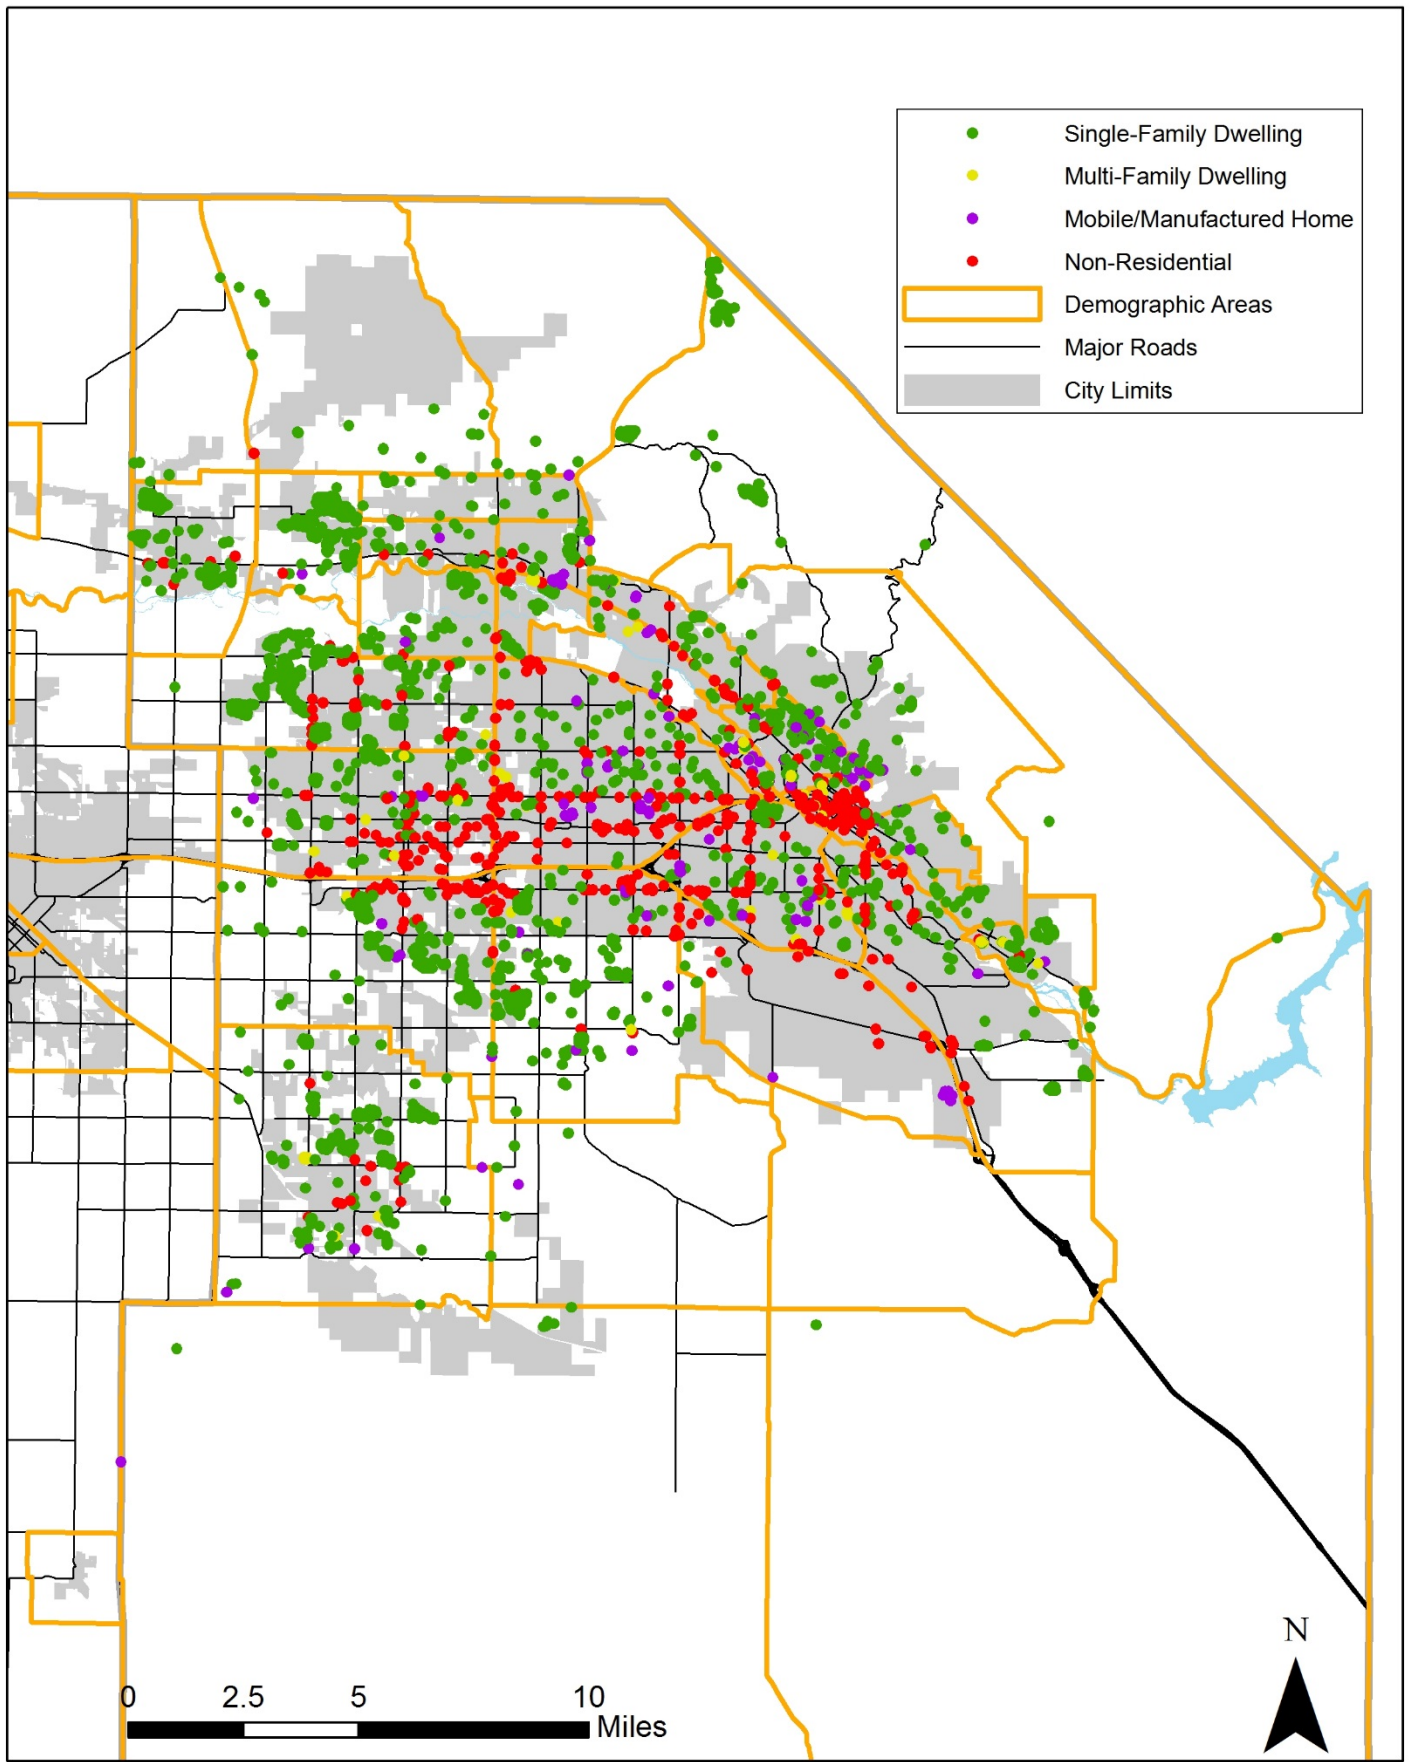 Single-Family Dwelling
Multi-Family Dwelling
Mobile/Manufactured Home
Non-Residential
Demographic Areas
Major Roads
City Limits
N
0 2.5 5 10
Miles